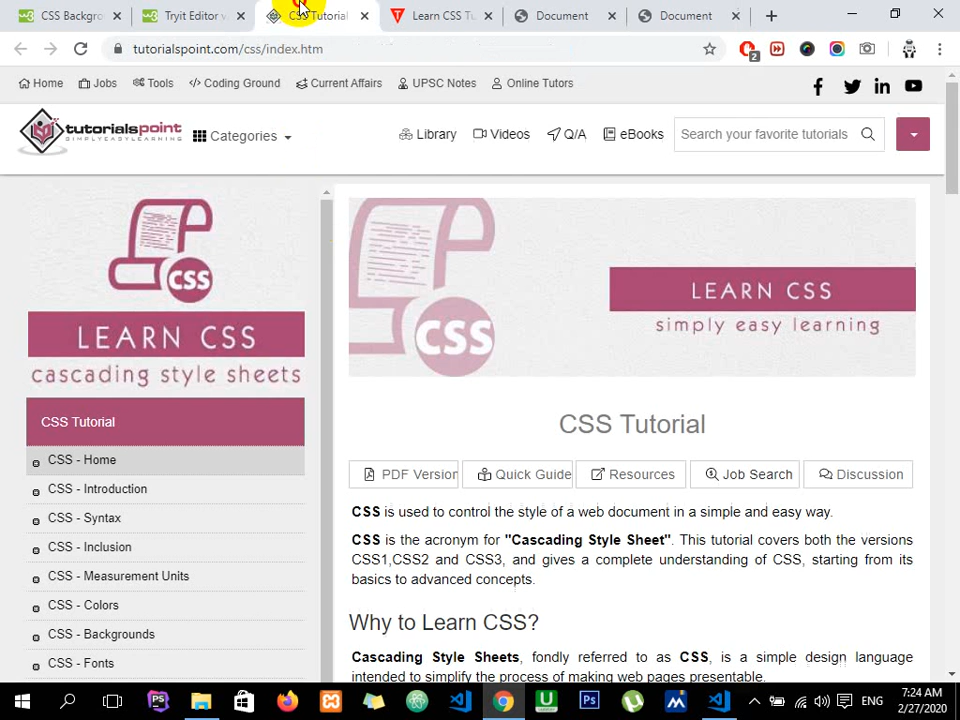 CSS Backgro
Tryit Editor v
CSS Tutorial
Learn CSS Tu
Document
Document
tutorialspoint.com/css/index.htm
2
Home
Jobs
Tools
Coding Ground
Current Affairs
UPSC Notes
Online Tutors
tutorialspoint
SIMPLYEASYLEARNING
Categories
Library
Videos
Q/A
eBooks
Search your favorite tutorials
CSS
LEARN CSS
cascading style sheets
CSS Tutorial
CSS - Home
CSS - Introduction
CSS - Syntax
CSS - Inclusion
CSS - Measurement Units
CSS - Colors
CSS - Backgrounds
CSS - Fonts
CSS
LEARN CSS
simply easy learning
CSS Tutorial
PDF Version
Quick Guide
Resources
Job Search
Discussion
CSS is used to control the style of a web document in a simple and easy way.
CSS is the acronym for "Cascading Style Sheet". This tutorial covers both the versions
CSS1,CSS2 and CSS3, and gives a complete understanding of CSS, starting from its
basics to advanced concepts.
Why to Learn CSS?
Cascading Style Sheets, fondly referred to as CSS, is a simple design language
intended to simplify the process of making web pages presentable.
ENG
7:24 AM
2/27/2020